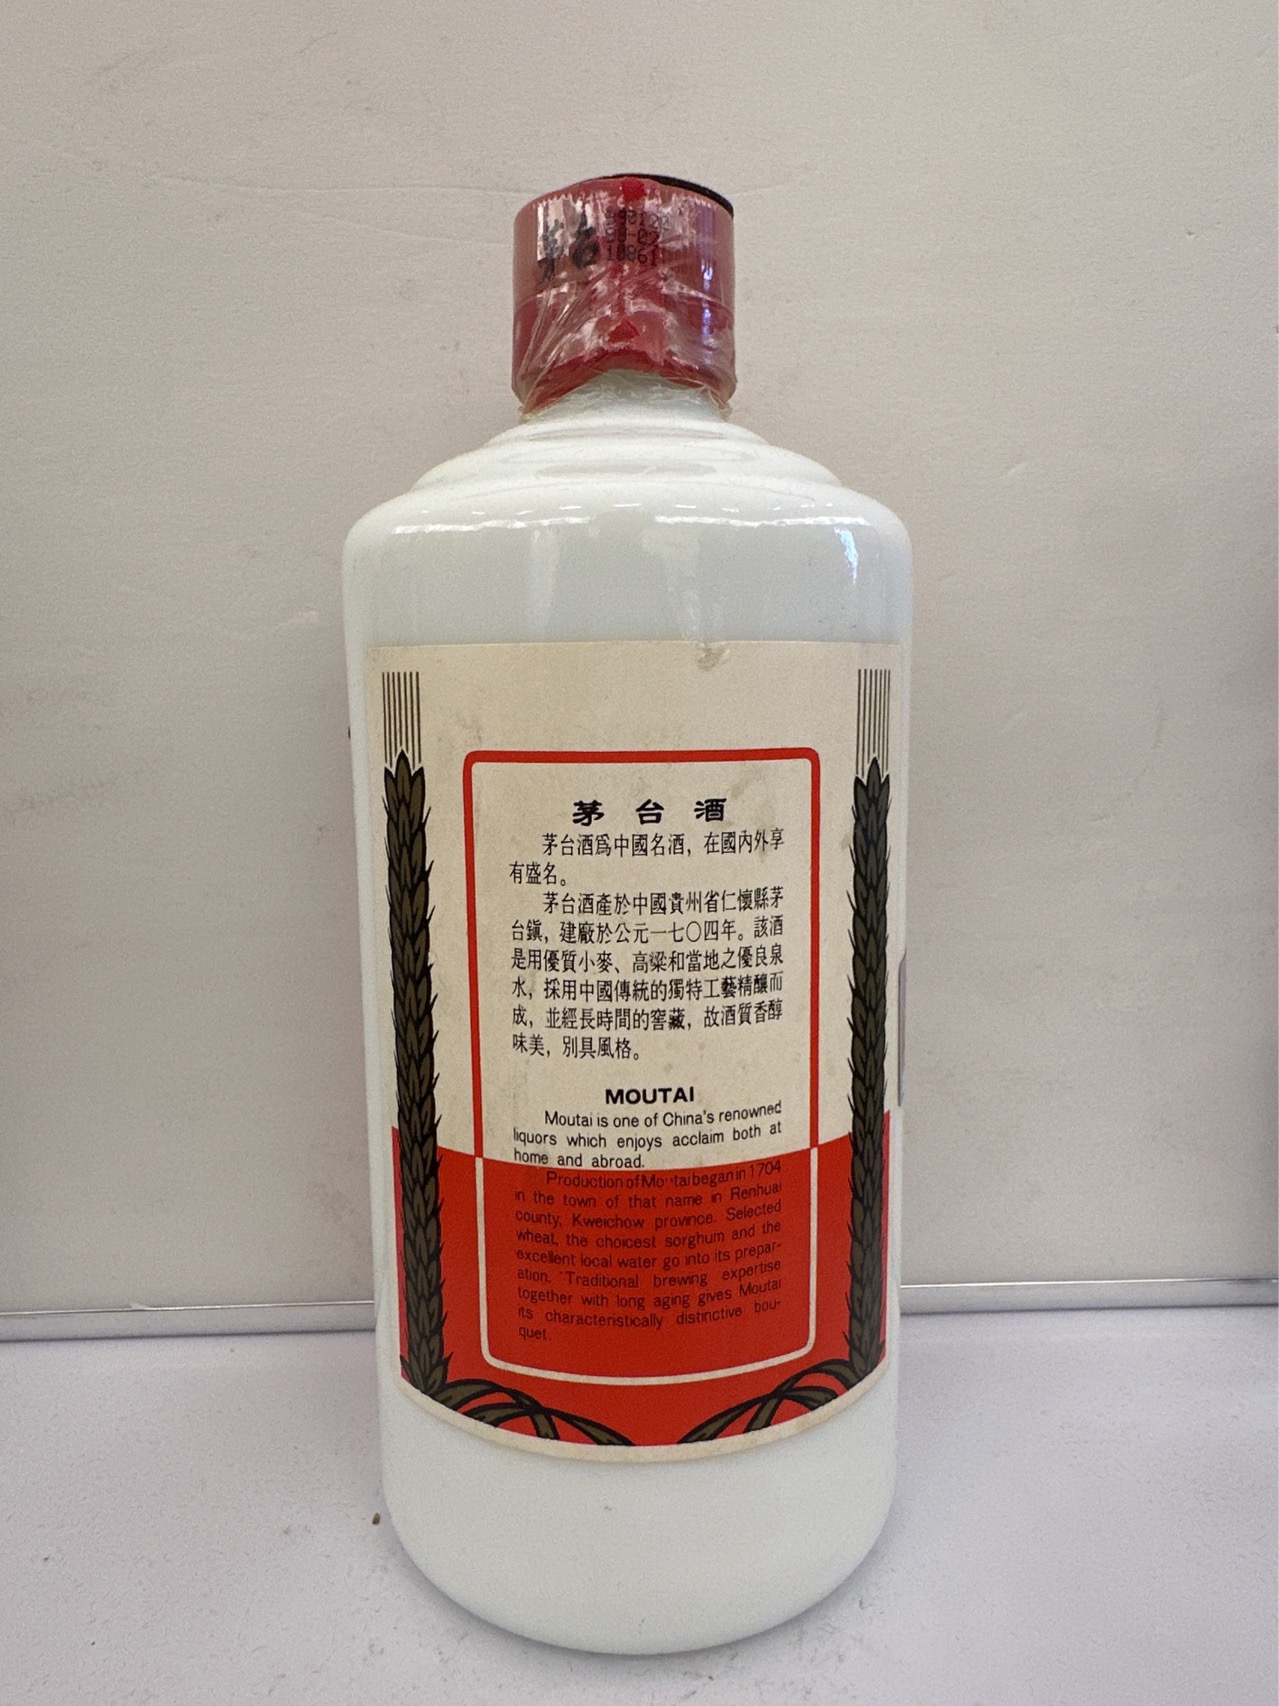 茅台
茅台酒
茅台酒爲中國名酒，在國內外享
有盛名。
茅台酒產於中國貴州省仁懷縣茅
台鎭，建廠於公元一七〇四年。該酒
是用優質小麥、高粱和當地之優良泉
水，採用中國傳統的獨特工藝精釀而
成，並經長時間的窖藏，故酒質香醇
味美，別具風格。
MOUTAI
Moutai is one of China's renowned
liquors which enjoys acclaim both at
home and abroad.
Production of Moutai began in 1704
in the town of that name in Renhuai
county, Kweichow province. Selected
wheat, the choicest sorghum and the
excellent local water go into its prepar-
ation. Traditional brewing expertise
together with long aging gives Moutai
its characteristically distinctive bou-
quet.